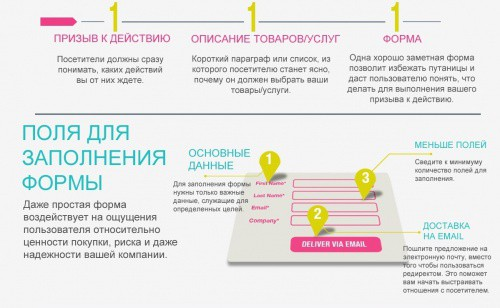 1
1
1
ПРИЗЫВ К ДЕЙСТВИЮ
Посетители должны сразу
понимать, каких действий
вы от них ждете.
ОПИСАНИЕ ТОВАРОВ/УСЛУГ
Короткий параграф или список, из
которого посетителю станет ясно,
почему он должен выбрать ваши
товары/услуги.
ФОРМА
Одна хорошо заметная форма
позволит избежать путаницы и
даст пользователю понять, что
делать для выполнения вашего
призыва к действию.
ПОЛЯ ДЛЯ
ЗАПОЛНЕНИЯ
ФОРМЫ
Даже простая форма
воздействует на ощущения
пользователя относительно
ценности покупки, риска и даже
надежности вашей компании.
ОСНОВНЫЕ
ДАННЫЕ
Для заполнения формы
нужны только важные
данные, служащие для
определенных целей.
1
First Name*
Last Name*
Email*
Company*
3
2
DELIVER VIA EMAIL
МЕНЬШЕ ПОЛЕЙ
Сведите к минимуму
количество полей для
заполнения.
ДОСТАВКА
НА EMAIL
Пошлите предложение на
электронную почту, вместо
того чтобы пользоваться
редиректом. Это поможет
вам начать выстраивать
отношения с посетителем.